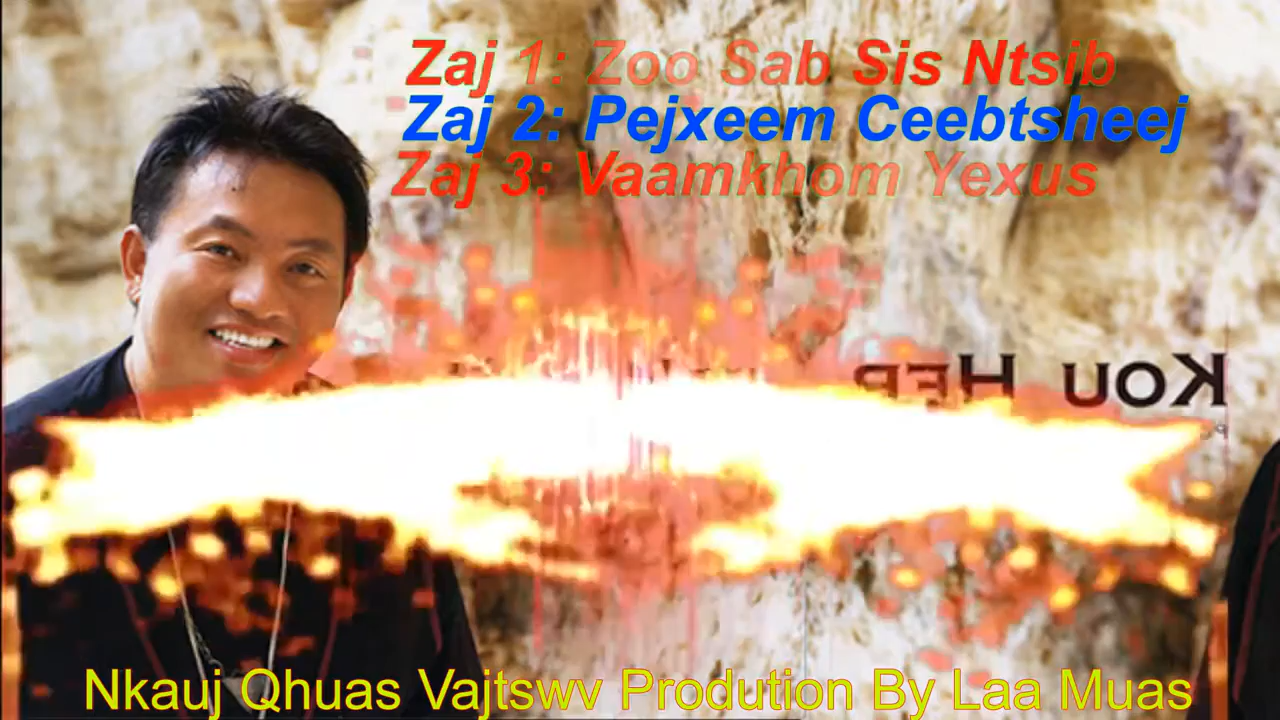 Zaj 1: Zoo Sab Sis Ntsib
Zaj 2: Pejxeem Ceebtsheej
Zaj 3: Vaamkhom Yexus
Kou Her
Nkauj Qhuas Vajtswv Prodution By Laa Muas